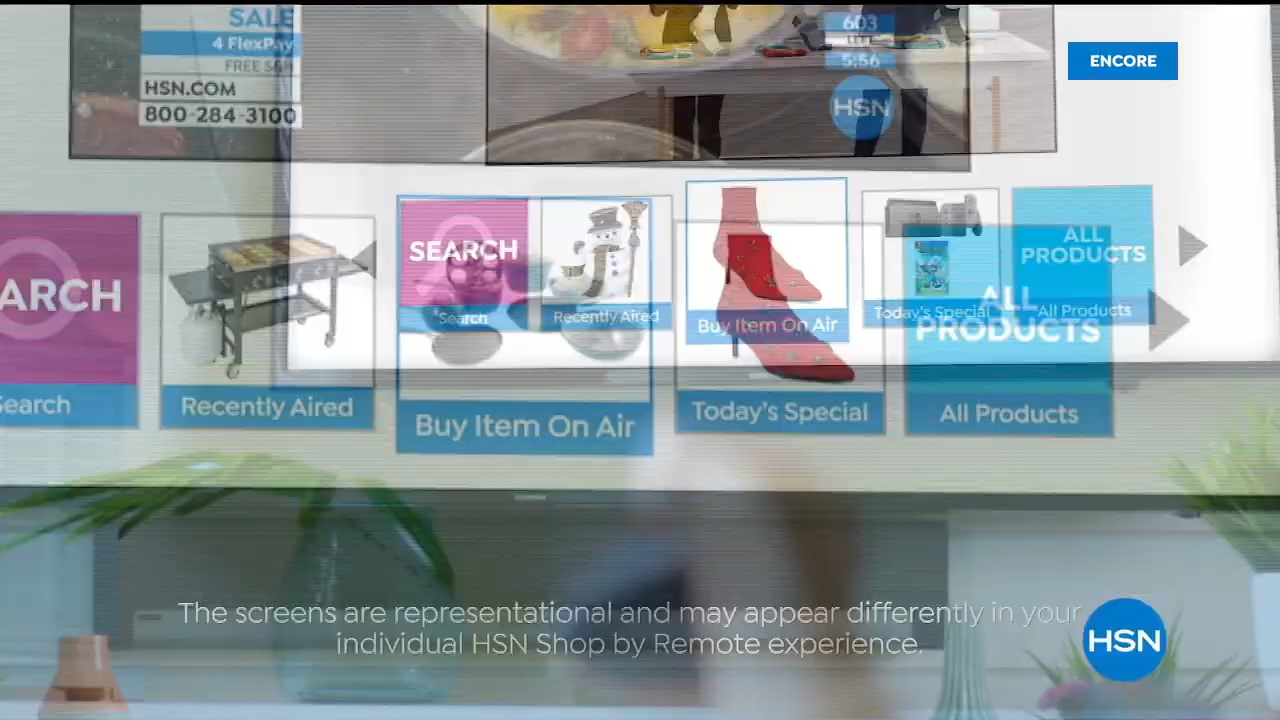 SALE
4 FlexPay
FREE S&H
HSN.COM
800-284-3100
603
5:56
HSN
ENCORE
SEARCH
ALL
PRODUCTS
Search
Recently Aired
Buy Item On Air
Today's Special
All Products
ARCH
ALL
PRODUCTS
Search
Recently Aired
Buy Item On Air
Today's Special
All Products
The screens are representational and may appear differently in your
individual HSN Shop by Remote experience.
HSN